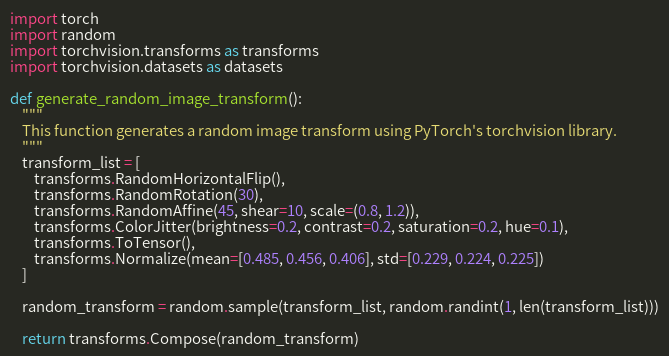 import torch
import random
import torchvision.transforms as transforms
import torchvision.datasets as datasets

def generate_random_image_transform():
    """
    This function generates a random image transform using PyTorch's torchvision library.
    """
    transform_list = [
        transforms.RandomHorizontalFlip(),
        transforms.RandomRotation(30),
        transforms.RandomAffine(45, shear=10, scale=(0.8, 1.2)),
        transforms.ColorJitter(brightness=0.2, contrast=0.2, saturation=0.2, hue=0.1),
        transforms.ToTensor(),
        transforms.Normalize(mean=[0.485, 0.456, 0.406], std=[0.229, 0.224, 0.225])
    ]

    random_transform = random.sample(transform_list, random.randint(1, len(transform_list)))

    return transforms.Compose(random_transform)